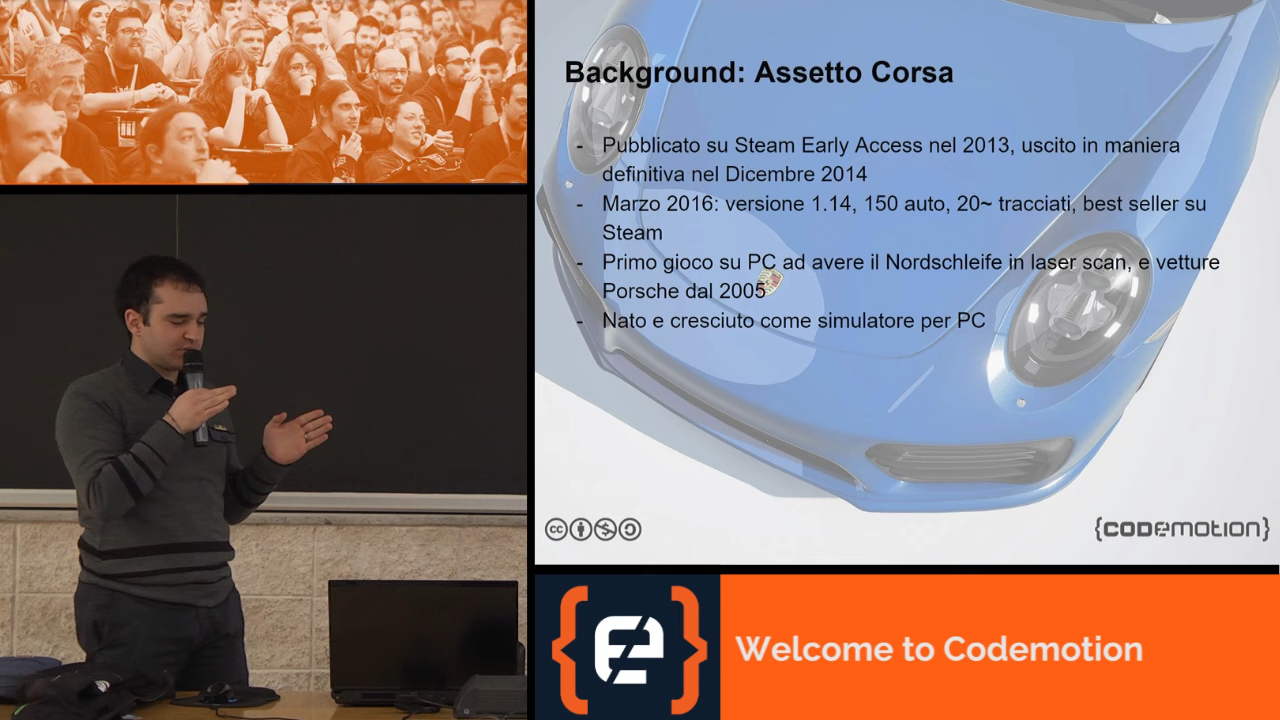 Background: Assetto Corsa
- Pubblicato su Steam Early Access nel 2013, uscito in maniera
definitiva nel Dicembre 2014
- Marzo 2016: versione 1.14, 150 auto, 20~ tracciati, best seller su
Steam
- Primo gioco su PC ad avere il Nordschleife in laser scan, e vetture
Porsche dal 2005
- Nato e cresciuto come simulatore per PC
cc
{CODEMOTION}
{e}
Welcome to Codemotion